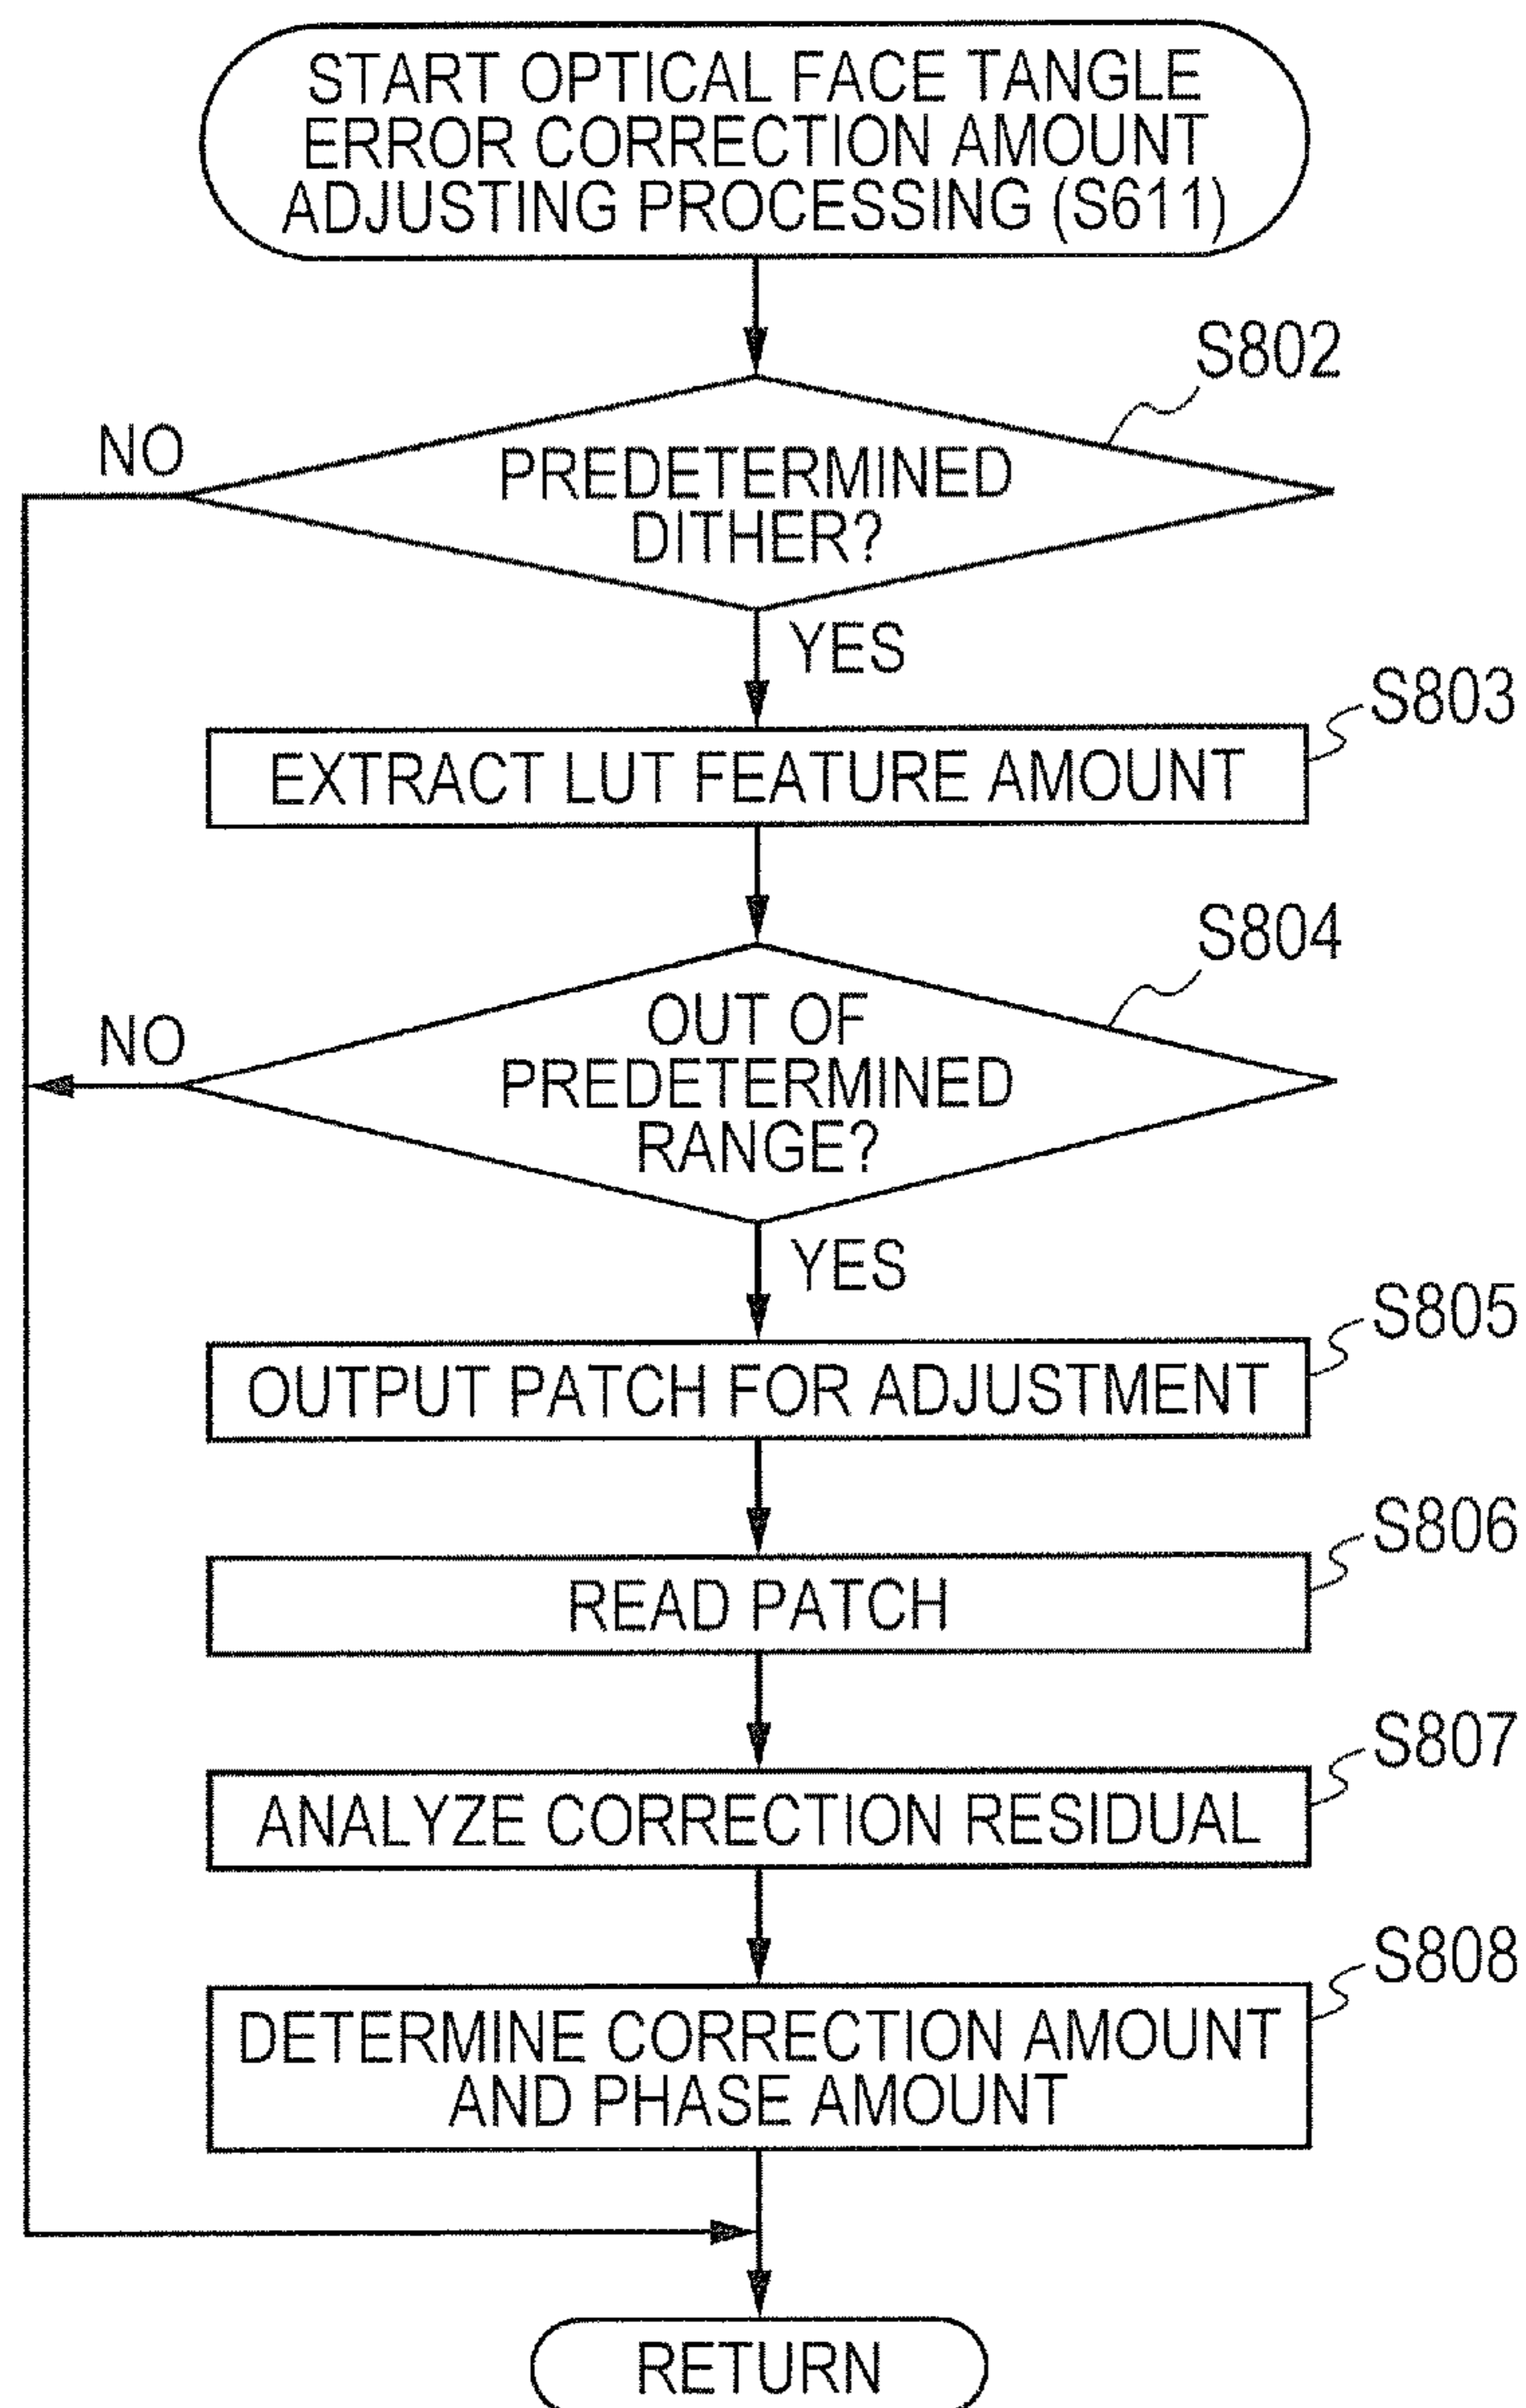 START OPTICAL FACE TANGLE
ERROR CORRECTION AMOUNT
ADJUSTING PROCESSING (S611)
S802
NO
PREDETERMINED
DITHER?
YES
S803
EXTRACT LUT FEATURE AMOUNT
S804
NO
OUT OF
PREDETERMINED
RANGE?
YES
S805
OUTPUT PATCH FOR ADJUSTMENT
S806
READ PATCH
S807
ANALYZE CORRECTION RESIDUAL
S808
DETERMINE CORRECTION AMOUNT
AND PHASE AMOUNT
RETURN